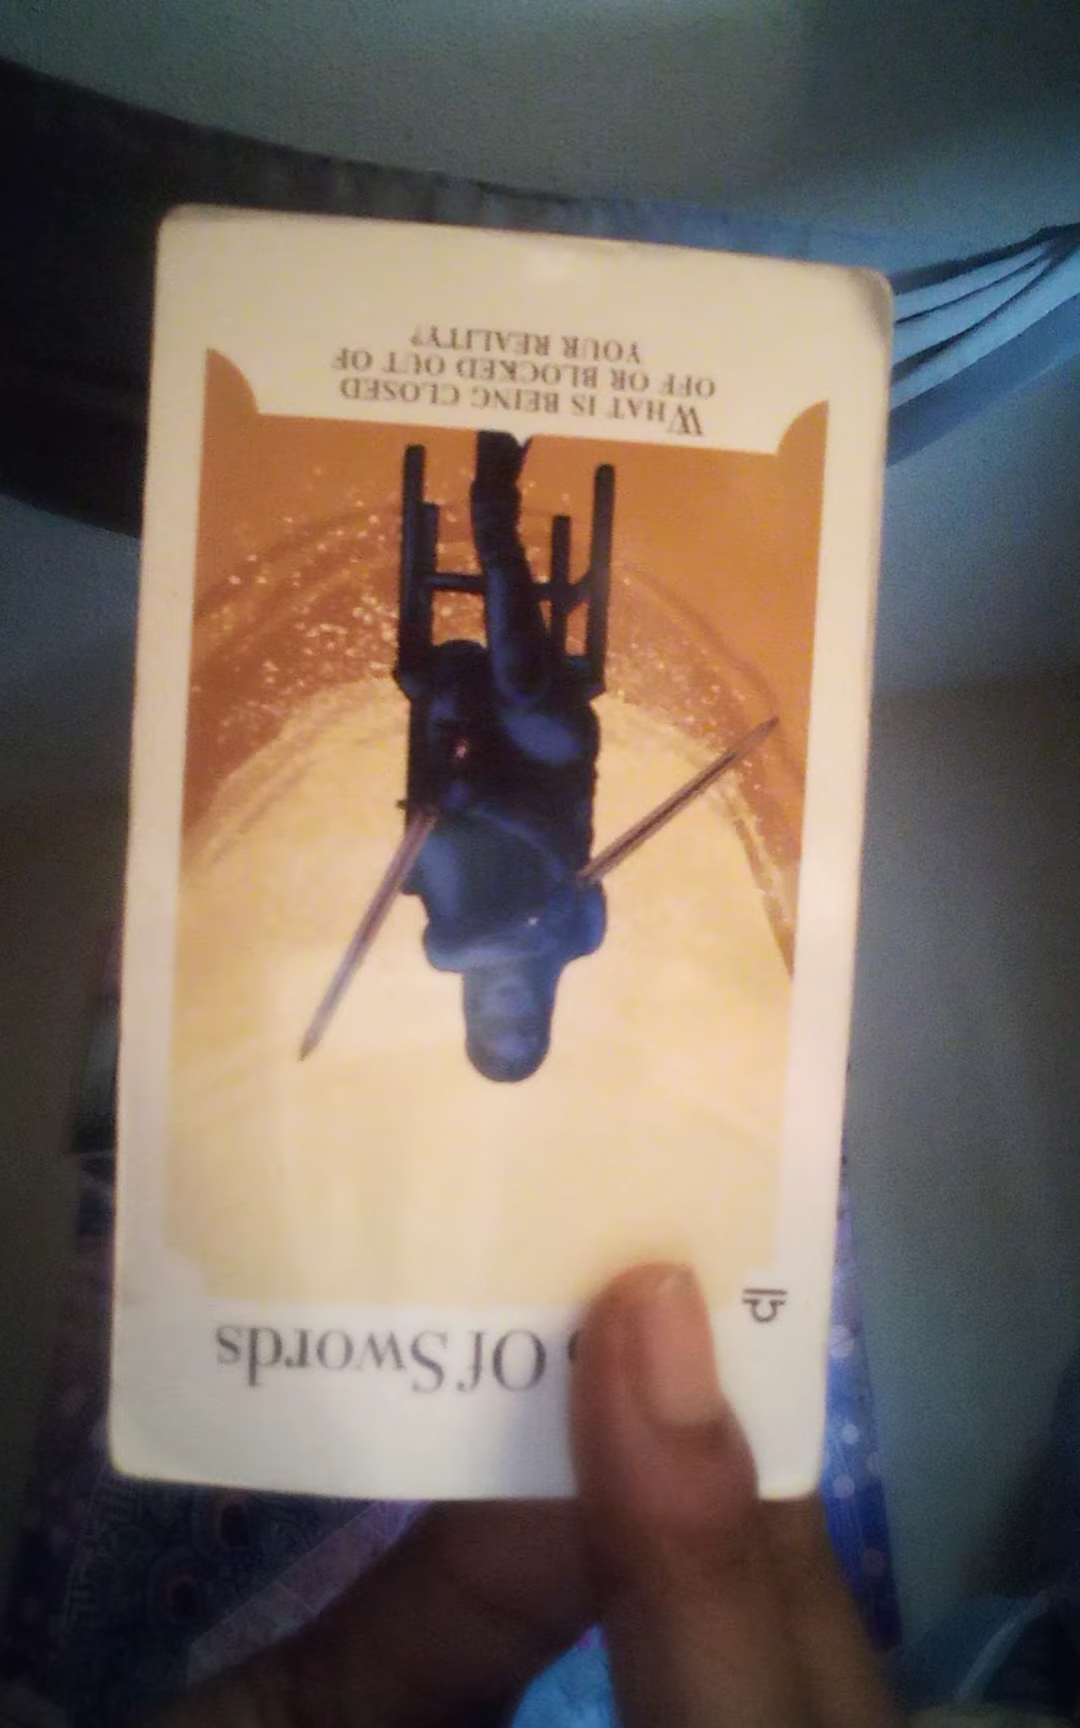 Of Swords
♎
WHAT IS BEING CLOSED
OFF OR BLOCKED OUT OF
YOUR REALITY?